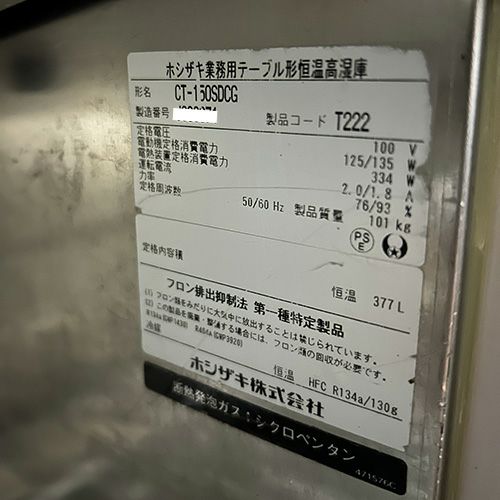 ホシザキ業務用テーブル形恒温高湿庫
形名 CT-150SDCG
製造番号
製品コード T222
定格電圧 100 V
電動機定格消費電力 125/135 W
電熱装置定格消費電力 334 W
運転電流 2.0/1.8 A
力率 76/93 %
定格周波数 50/60 Hz 製品質量 101 kg
PS E
定格内容積 恒温 377 L
フロン排出抑制法 第一種特定製品
(1) フロン類をみだりに大気中に放出することは禁じられています。
(2) この製品を廃棄・整備する場合には、フロン類の回収が必要です。
R134a(GWP1430) R404A(GWP3920)
冷媒 恒温 HFC R134a/130g
ホシザキ株式会社
断熱発泡ガス:シクロペンタン
471576C